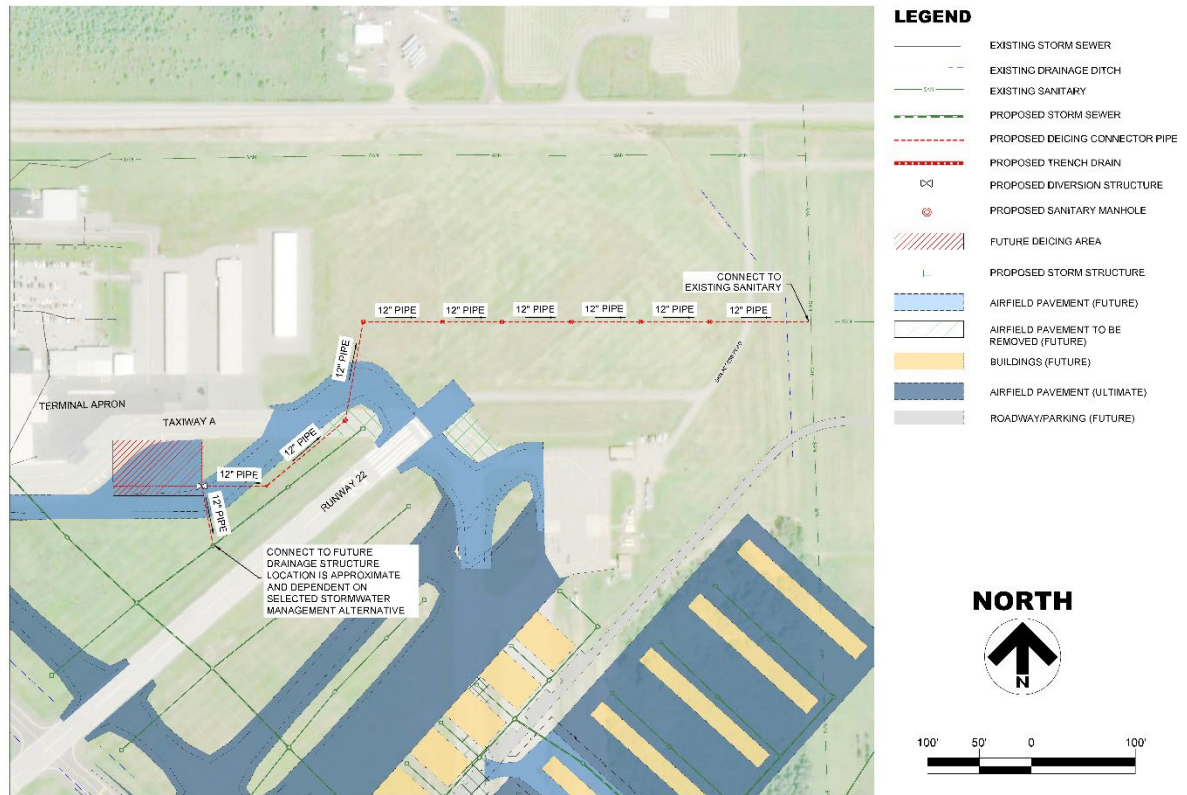 LEGEND
EXISTING STORM SEWER
EXISTING DRAINAGE DITCH
SAN
EXISTING SANITARY
PROPOSED STORM SEWER
PROPOSED DEICING CONNECTOR PIPE
PROPOSED TRENCH DRAIN
PROPOSED DIVERSION STRUCTURE
PROPOSED SANITARY MANHOLE
FUTURE DEICING AREA
PROPOSED STORM STRUCTURE
AIRFIELD PAVEMENT (FUTURE)
AIRFIELD PAVEMENT TO BE
REMOVED (FUTURE)
BUILDINGS (FUTURE)
AIRFIELD PAVEMENT (ULTIMATE)
ROADWAY/PARKING (FUTURE)
CONNECT TO
EXISTING SANITARY
12" PIPE
12" PIPE
12" PIPE
12" PIPE
12" PIPE
12" PIPE
12" PIPE
12" PIPE
12" PIPE
12" PIPE
TERMINAL APRON
TAXIWAY A
RUNWAY 22
CONNECT TO FUTURE
DRAINAGE STRUCTURE
LOCATION IS APPROXIMATE
AND DEPENDENT ON
SELECTED STORMWATER
MANAGEMENT ALTERNATIVE
NORTH
N
100' 50' 0 100'